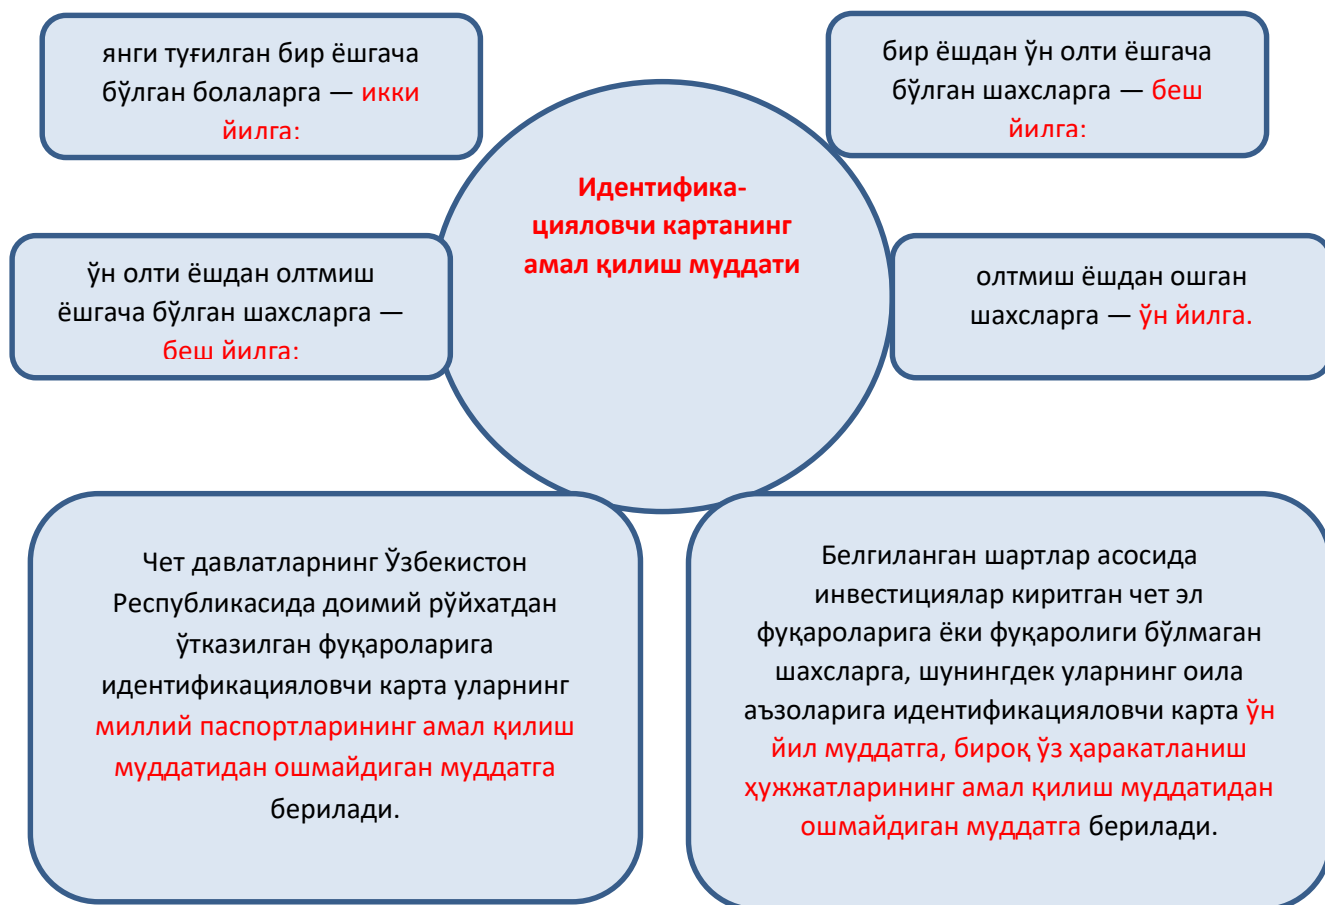 янги туғилган бир ёшгача
бўлган болаларга — икки
йилга:
бир ёшдан ўн олти ёшгача
бўлган шахсларга — беш
йилга:
Идентифика-
цияловчи картанинг
амал қилиш муддати
ўн олти ёшдан олтмиш
ёшгача бўлган шахсларга —
беш йилга:
олтмиш ёшдан ошган
шахсларга — ўн йилга.
Чет давлатларнинг Ўзбекистон
Республикасида доимий рўйхатдан
ўтказилган фуқароларига
идентификацияловчи карта уларнинг
миллий паспортларининг амал қилиш
муддатидан ошмайдиган муддатга
берилади.
Белгиланган шартлар асосида
инвестициялар киритган чет эл
фуқароларига ёки фуқаролиги бўлмаган
шахсларга, шунингдек уларнинг оила
аъзоларига идентификацияловчи карта ўн
йил муддатга, бироқ ўз ҳаракатланиш
ҳужжатларининг амал қилиш муддатидан
ошмайдиган муддатга берилади.